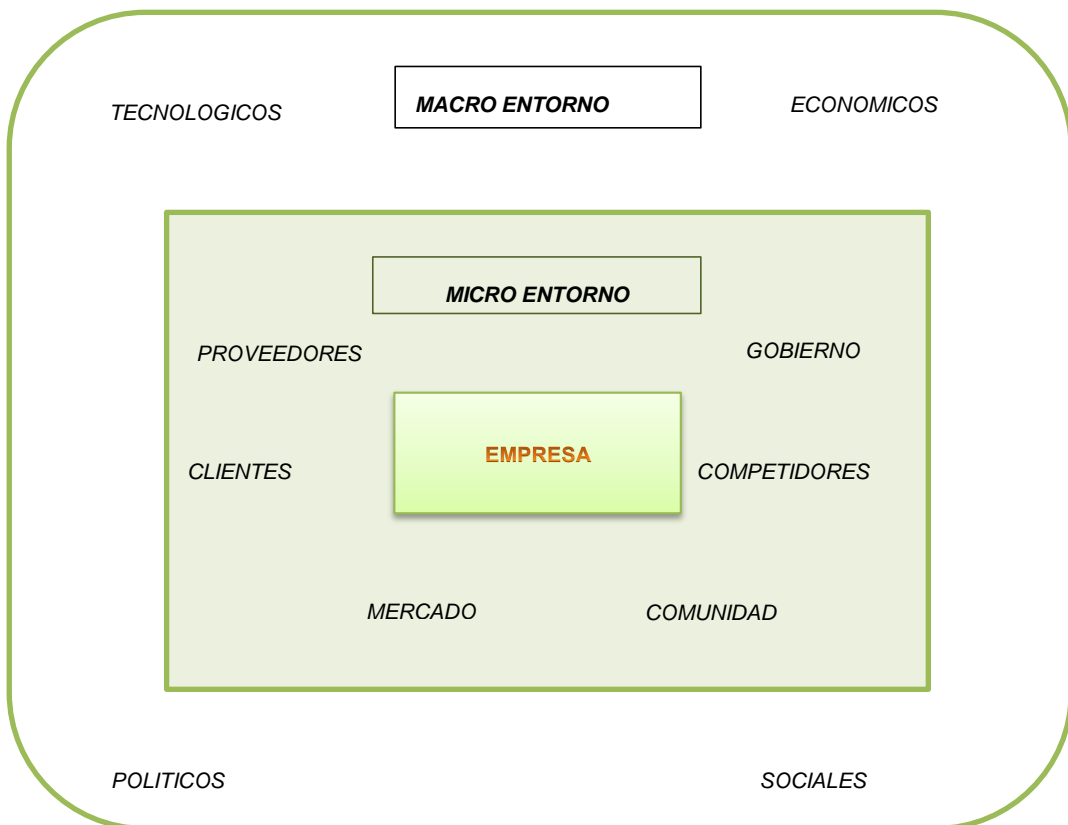 TECNOLOGICOS
MACRO ENTORNO
ECONOMICOS
MICRO ENTORNO
PROVEEDORES
GOBIERNO
EMPRESA
CLIENTES
COMPETIDORES
MERCADO
COMUNIDAD
POLITICOS
SOCIALES